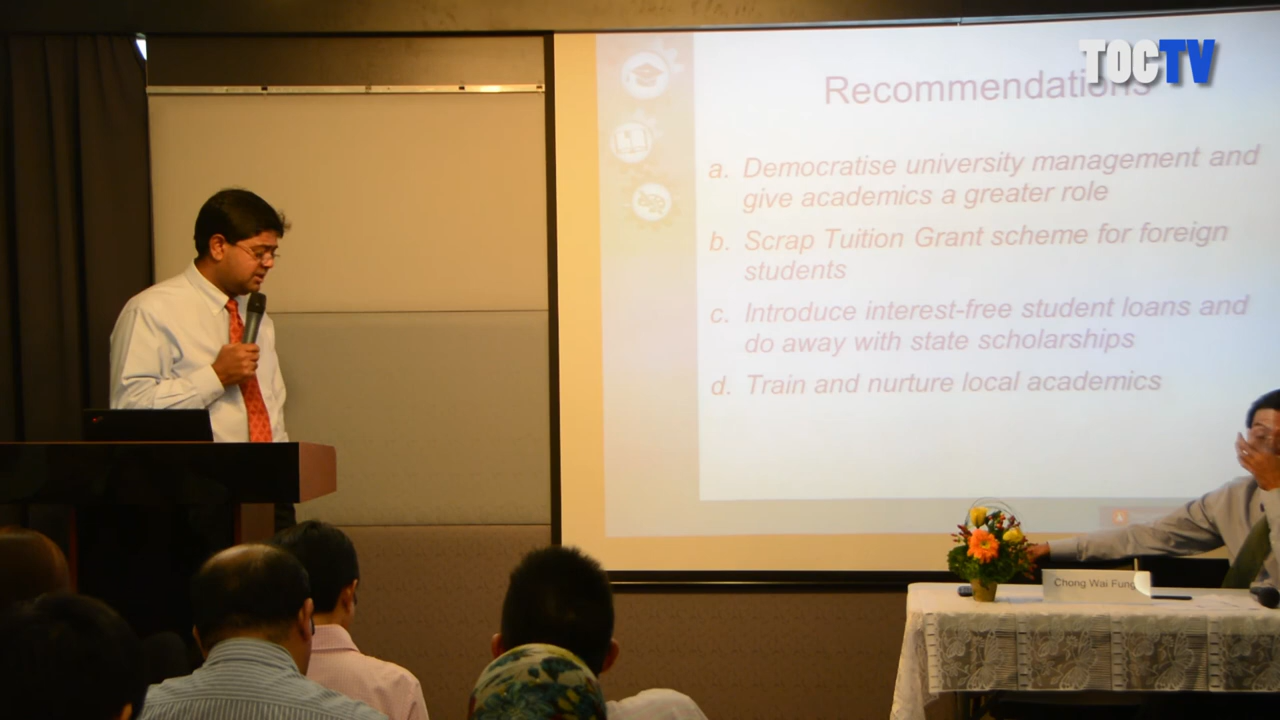 TOCTV
Recommendations
a. Democratise university management and
give academics a greater role
b. Scrap Tuition Grant scheme for foreign
students
c. Introduce interest-free student loans and
do away with state scholarships
d. Train and nurture local academics
Chong Wai Fung